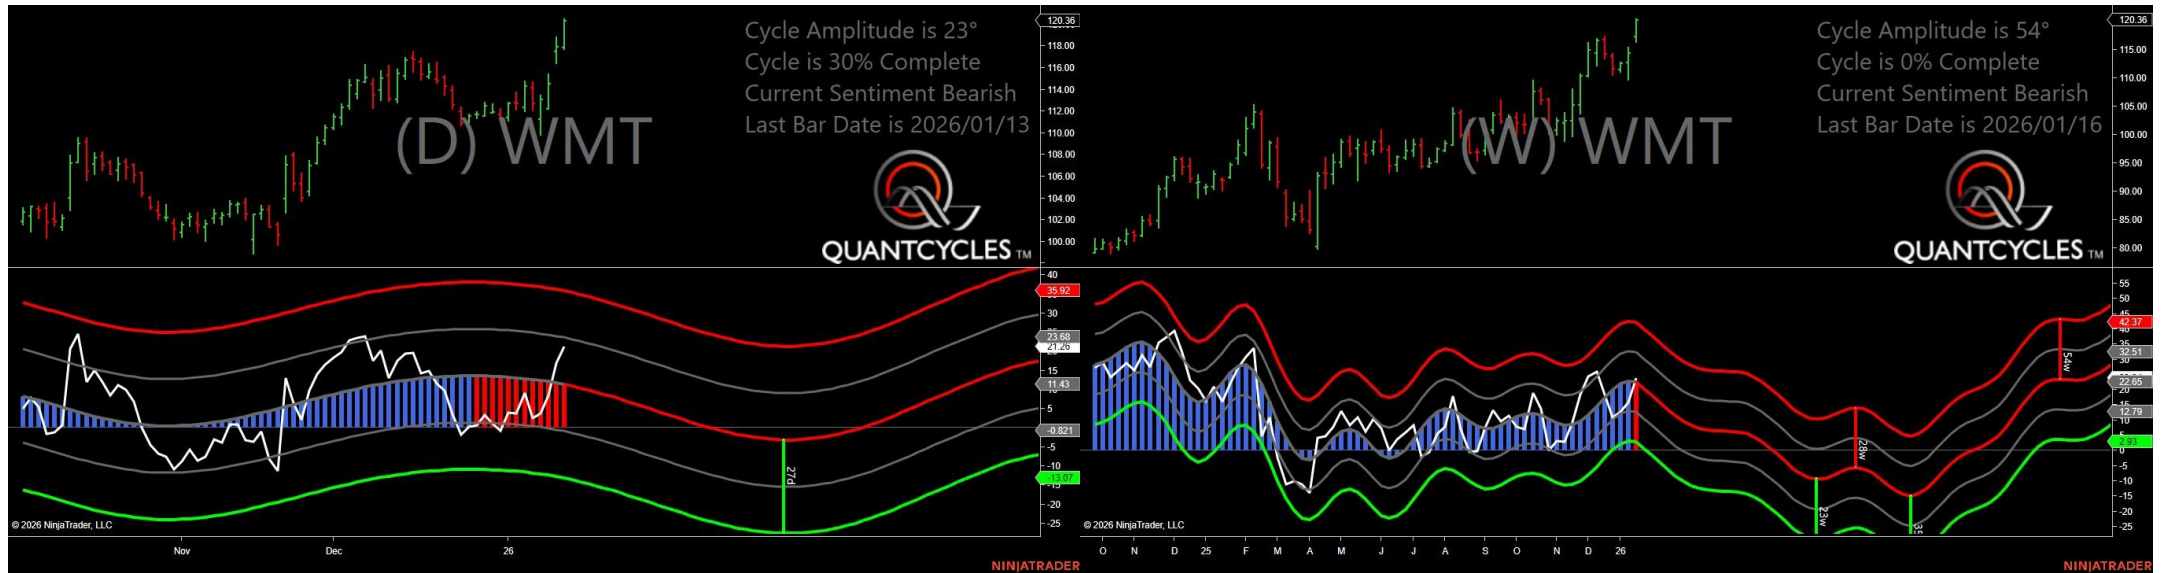 Cycle Amplitude is 23°
Cycle is 30% Complete
Current Sentiment Bearish
Last Bar Date is 2026/01/13
(D) WMT
QUANTCYCLES TM
120.36
118.00
116.00
114.00
112.00
110.00
108.00
106.00
104.00
102.00
100.00
40
35.92
30
23.68
21.26
15
11.43
5
-0.821
-5
-10
-13.07
-15
-20
-25
27d
© 2026 NinjaTrader, LLC
Nov
Dec
26
NINJATRADER
Cycle Amplitude is 54°
Cycle is 0% Complete
Current Sentiment Bearish
Last Bar Date is 2026/01/16
(W) WMT
QUANTCYCLES TM
120.36
115.00
110.00
105.00
100.00
95.00
90.00
85.00
80.00
55
50
42.37
35
32.51
22.65
12.79
2.93
0
-5
-10
-15
-20
-25
54w
28w
23w
© 2026 NinjaTrader, LLC
O N D 25 F M A M J J A S O N D 26
NINJATRADER